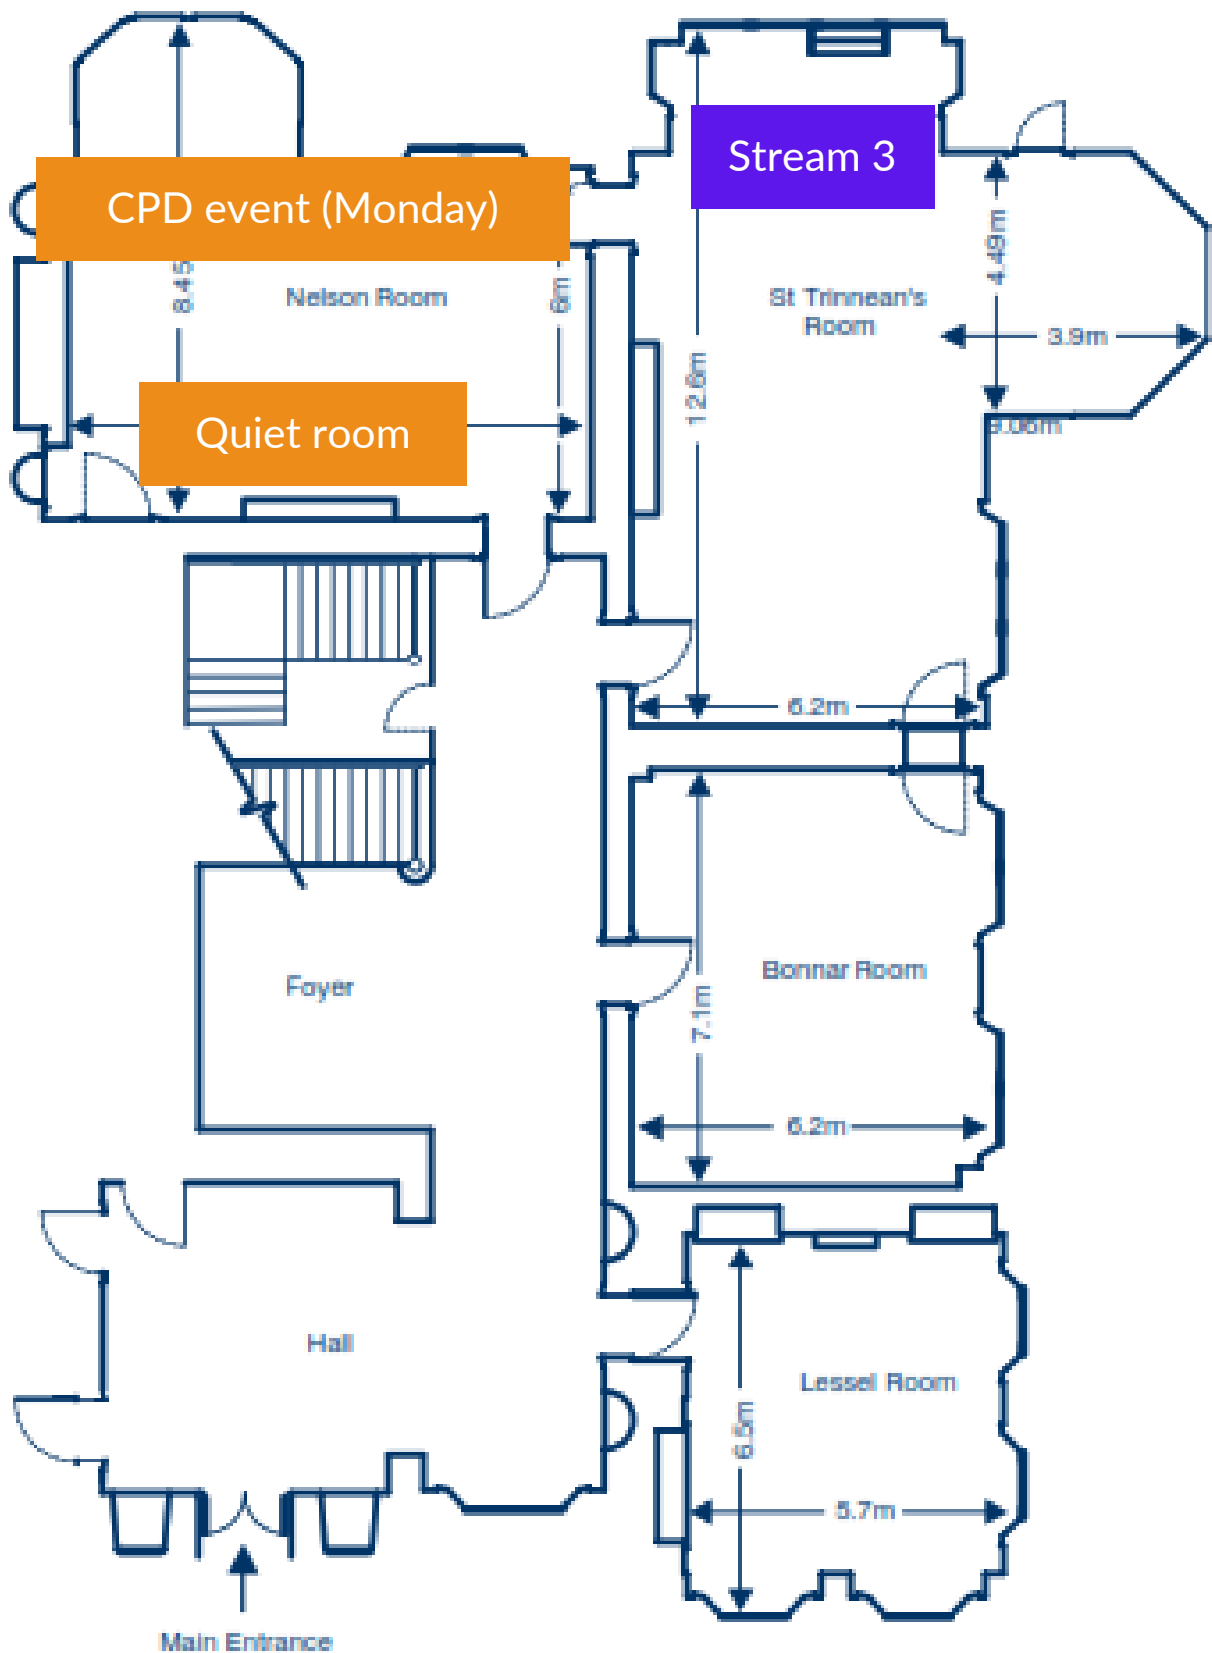 Stream 3
CPD event (Monday)
8.45
Nelson Room
6m
St Trinnean's
Room
4.49m
3.9m
12.6m
Quiet room
9.06m
6.2m
Bonnar Room
Foyer
7.1m
6.2m
Hall
Lessel Room
6.5m
5.7m
Main Entrance